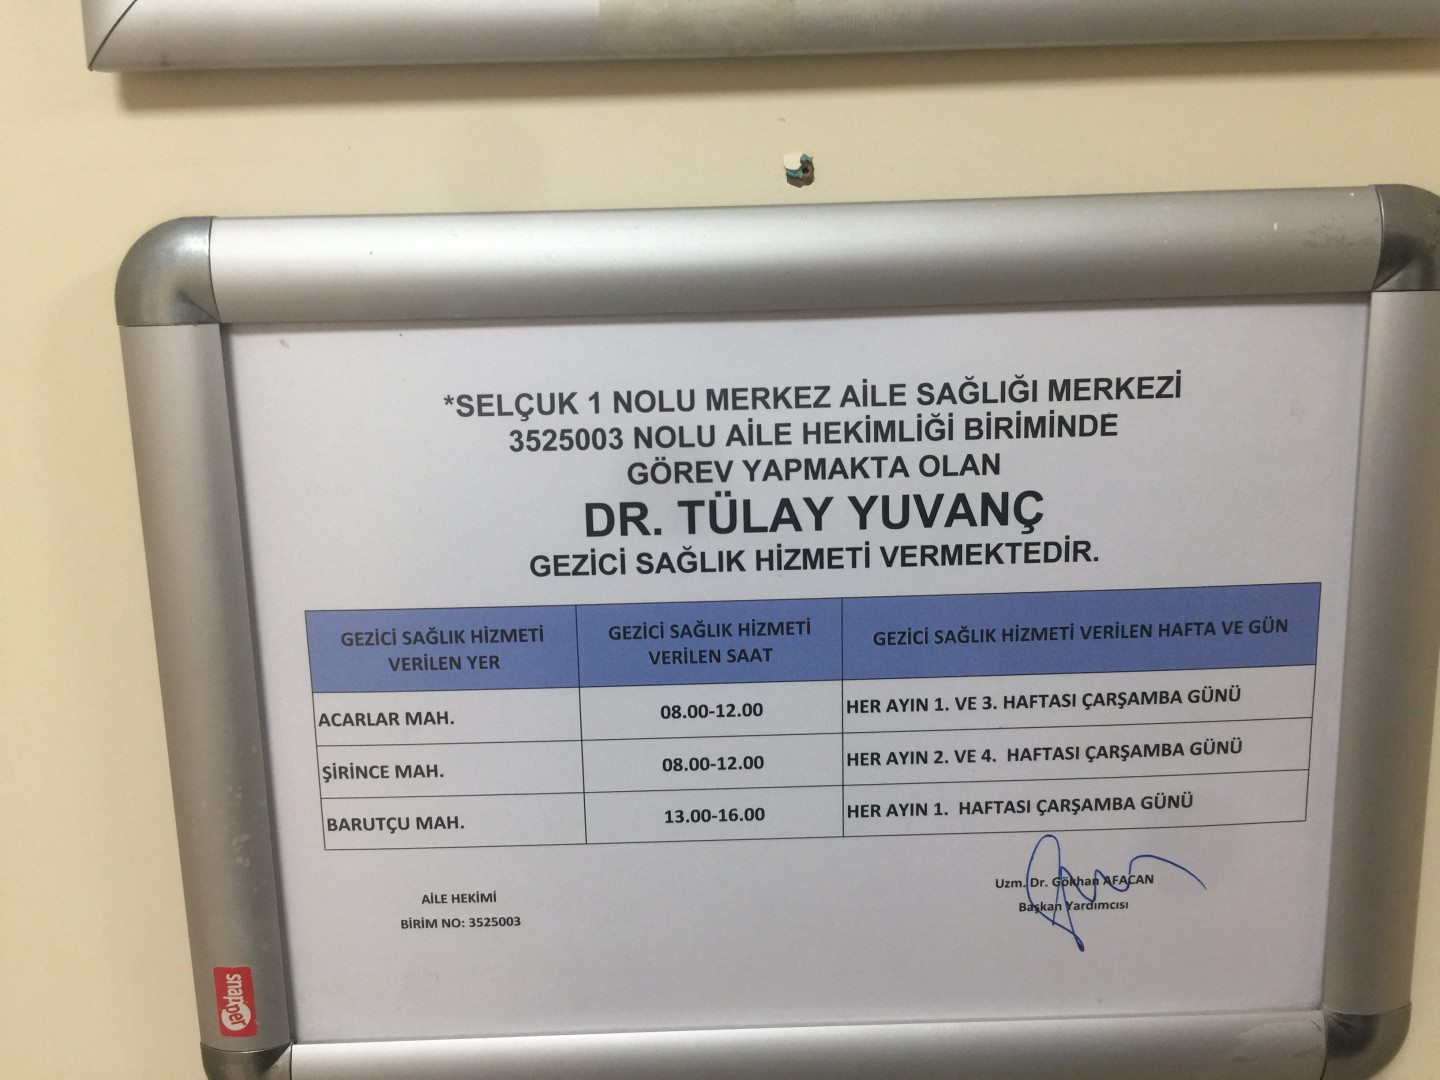 *SELÇUK 1 NOLU MERKEZ AİLE SAĞLIĞI MERKEZİ
3525003 NOLU AİLE HEKİMLİĞİ BİRİMİNDE
GÖREV YAPMAKTA OLAN
DR. TÜLAY YUVANÇ
GEZİCİ SAĞLIK HİZMETİ VERMEKTEDİR.
GEZİCİ SAĞLIK HİZMETİ VERİLEN YER
GEZİCİ SAĞLIK HİZMETİ VERİLEN SAAT
GEZİCİ SAĞLIK HİZMETİ VERİLEN HAFTA VE GÜN
ACARLAR MAH. 08.00-12.00 HER AYIN 1. VE 3. HAFTASI ÇARŞAMBA GÜNÜ
ŞİRİNCE MAH. 08.00-12.00 HER AYIN 2. VE 4. HAFTASI ÇARŞAMBA GÜNÜ
BARUTÇU MAH. 13.00-16.00 HER AYIN 1. HAFTASI ÇARŞAMBA GÜNÜ
AİLE HEKİMİ
BİRİM NO: 3525003
Uzm. Dr. Gökhan AFACAN
Başkan Yardımcısı
snapper